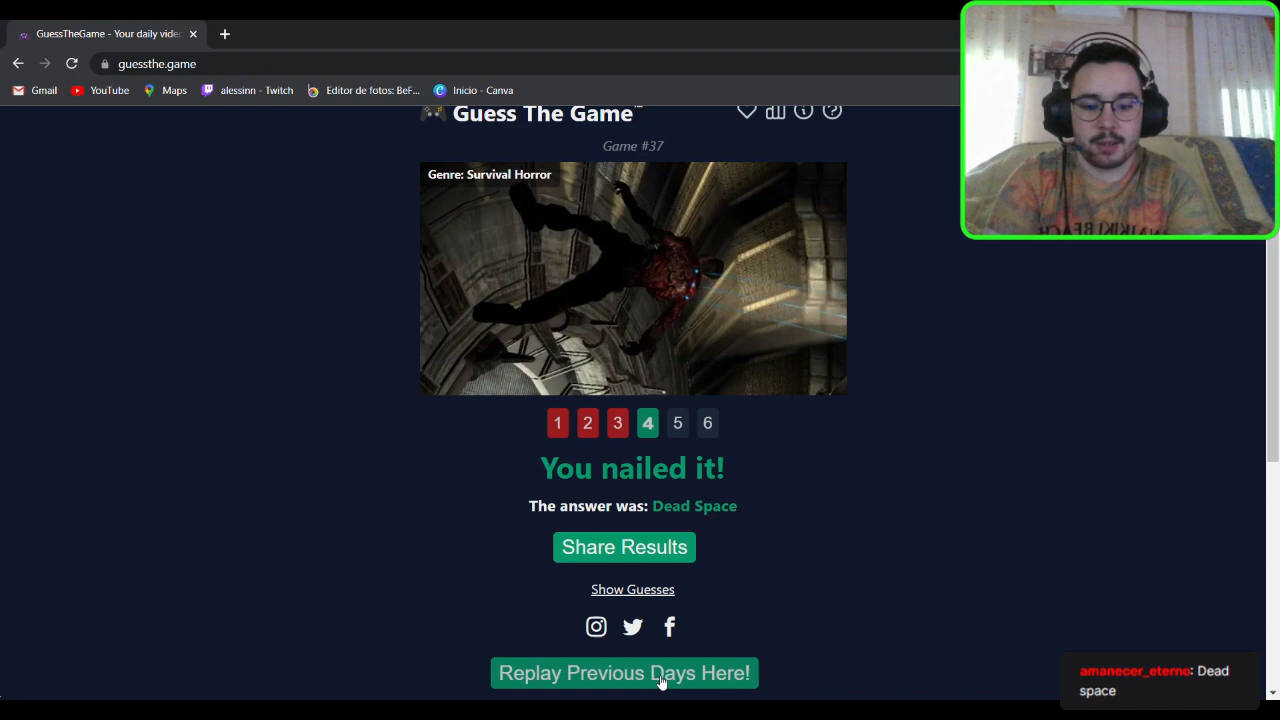 GuessTheGame - Your daily vide
guessthe.game
Gmail
YouTube
Maps
alessinn - Twitch
Editor de fotos: BeF...
Inicio - Canva
Guess The Game™
Game #37
Genre: Survival Horror
1 2 3 4 5 6
You nailed it!
The answer was: Dead Space
Share Results
Show Guesses
Replay Previous Days Here!
amanecer_eterno: Dead
space